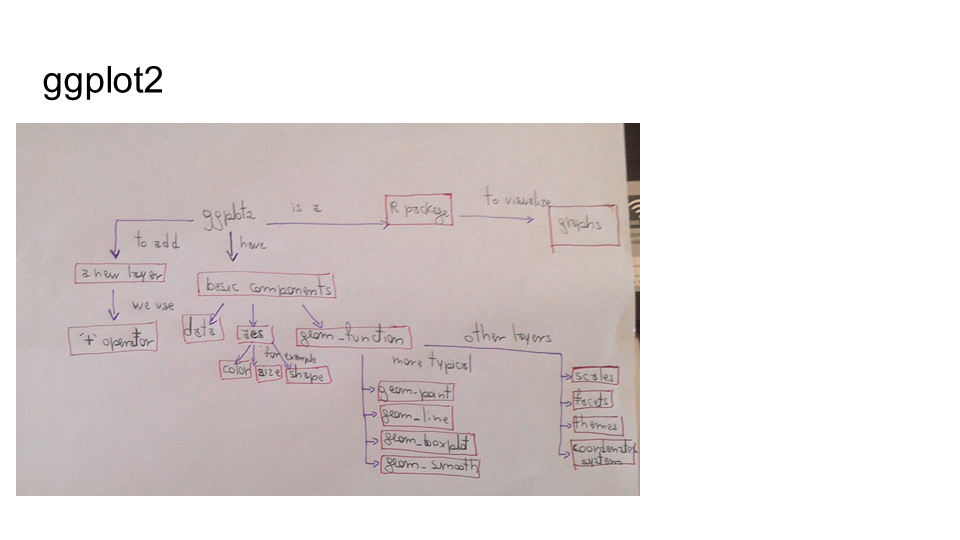 ggplot2
ggplot2
is a
R package
to visualize
graphs
to add
have
a new layer
basic components
we use
'+' operator
data
aes
geom_function
other layers
for example
color
size
shape
more typical
geom_point
geom_line
geom_boxplot
geom_smooth
scales
facets
themes
coordenates
system